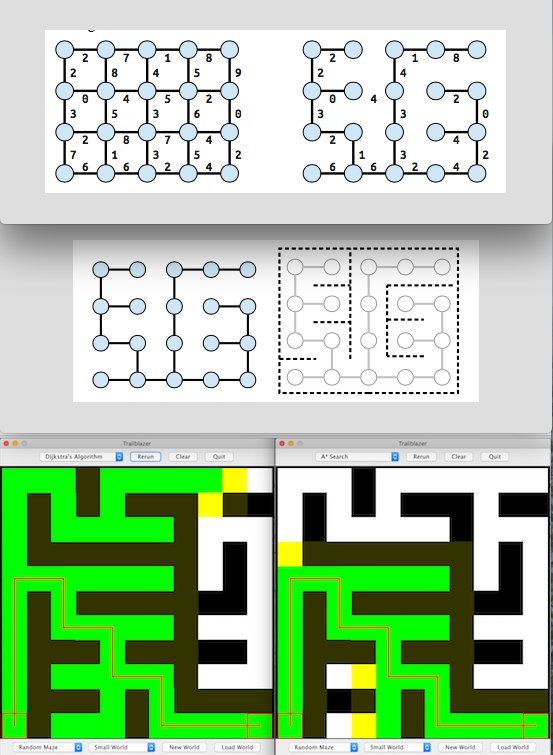 2 7 1 8
2 8 4 5 9
0 4 5 2
3 5 3 6 0
2 8 7 4
7 1 3 5 2
6 6 2 4
2 1 8
2 4
0 4 2
3 3 0
2 4
1 3 2
6 6 2 4
Trailblazer
Dijkstra's Algorithm Rerun Clear Quit
Random Maze Small World New World Load World
Trailblazer
A* Search Rerun Clear Quit
Random Maze Small World New World Load World